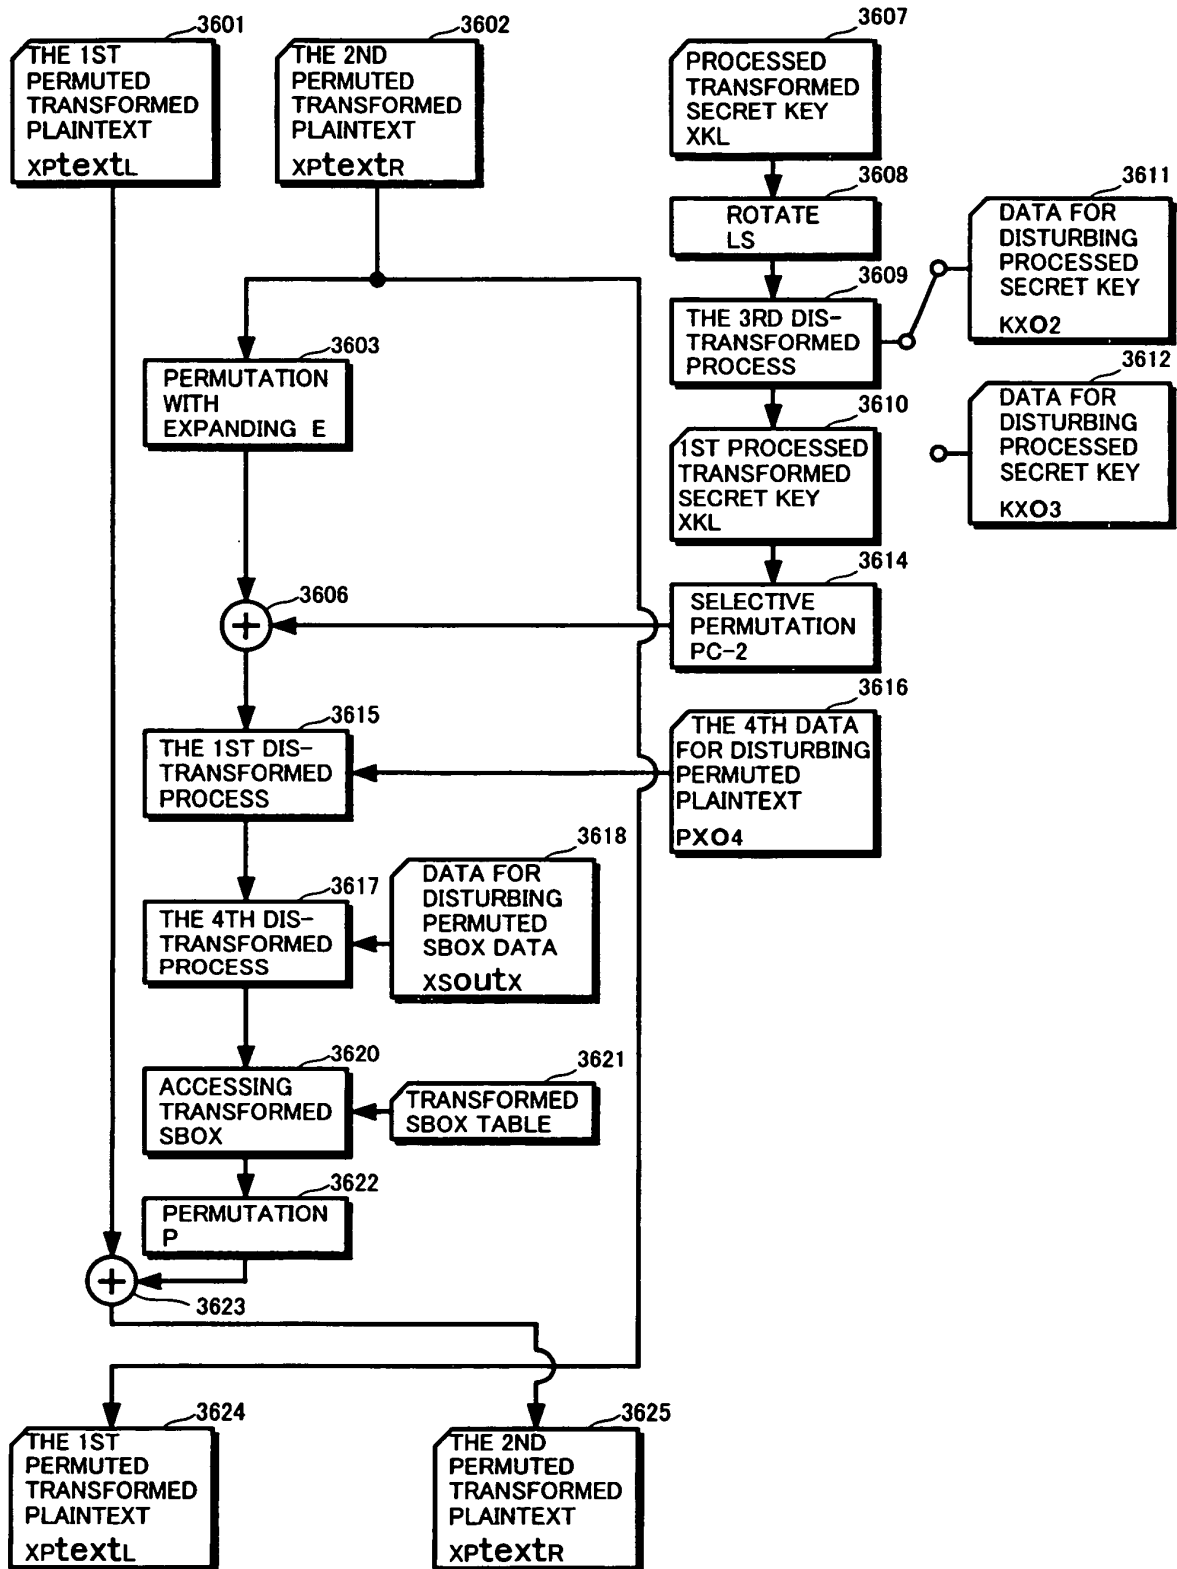 3601
THE 1ST
PERMUTED
TRANSFORMED
PLAINTEXT
XPtextL
3602
THE 2ND
PERMUTED
TRANSFORMED
PLAINTEXT
XPtextR
3607
PROCESSED
TRANSFORMED
SECRET KEY
XKL
3608
ROTATE
LS
3609
THE 3RD DIS-
TRANSFORMED
PROCESS
3611
DATA FOR
DISTURBING
PROCESSED
SECRET KEY
KXO2
3612
DATA FOR
DISTURBING
PROCESSED
SECRET KEY
KXO3
3603
PERMUTATION
WITH
EXPANDING E
3610
1ST PROCESSED
TRANSFORMED
SECRET KEY
XKL
3606
3614
SELECTIVE
PERMUTATION
PC-2
3615
THE 1ST DIS-
TRANSFORMED
PROCESS
3616
THE 4TH DATA
FOR DISTURBING
PERMUTED
PLAINTEXT
PXO4
3617
THE 4TH DIS-
TRANSFORMED
PROCESS
3618
DATA FOR
DISTURBING
PERMUTED
SBOX DATA
XSoutX
3620
ACCESSING
TRANSFORMED
SBOX
3621
TRANSFORMED
SBOX TABLE
3622
PERMUTATION
P
3623
3624
THE 1ST
PERMUTED
TRANSFORMED
PLAINTEXT
XPtextL
3625
THE 2ND
PERMUTED
TRANSFORMED
PLAINTEXT
XPtextR